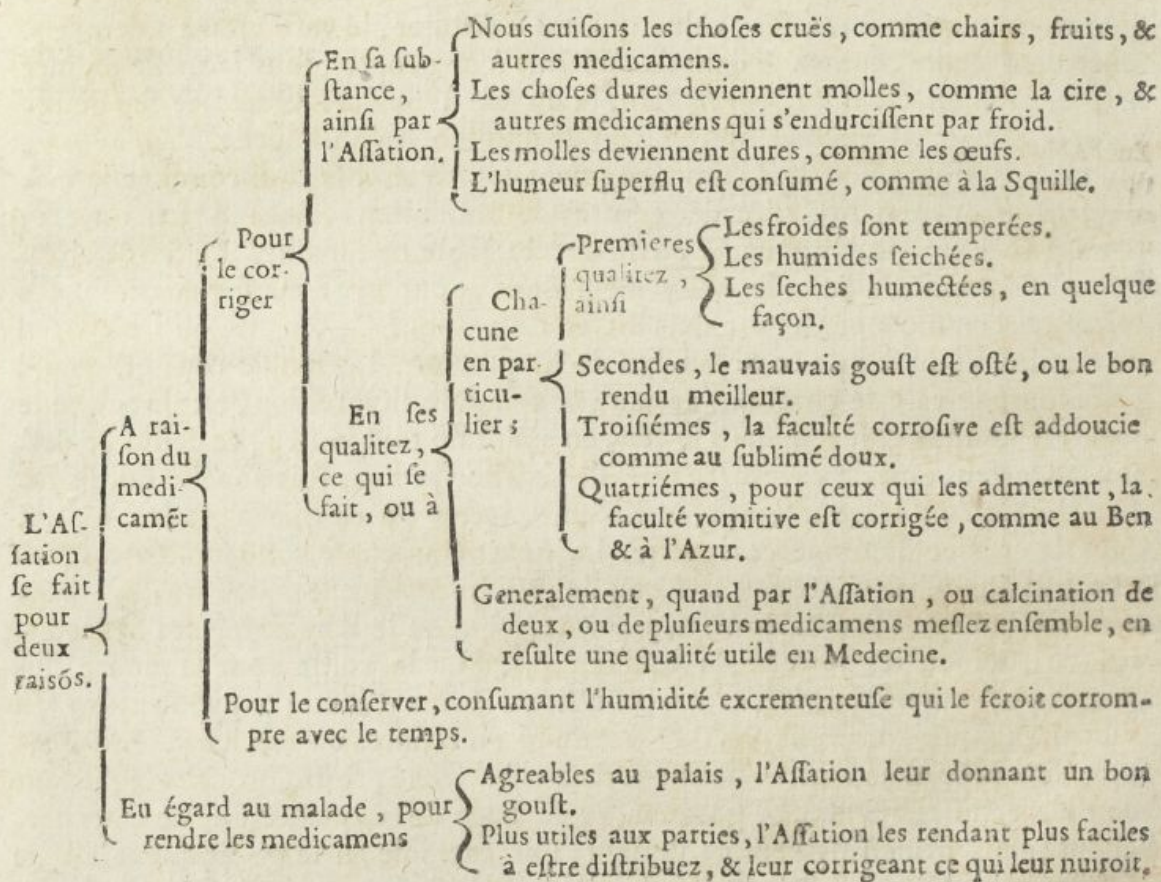 L'Aſ-
ſation
ſe fait
pour
deux
raisōs.
A rai-
ſon du
medi-
camēt
Pour
le cor-
riger
En ſa ſub-
ſtance,
ainſi par
l'Aſſation.
Nous cuiſons les choſes cruës, comme chairs, fruits, &
autres medicamens.
Les choſes dures deviennent molles, comme la cire, &
autres medicamens qui s'endurciſſent par froid.
Les molles deviennent dures, comme les œufs.
L'humeur ſuperflu eſt conſumé, comme à la Squille.
En ſes
qualitez,
ce qui ſe
fait, ou à
Cha-
cune
en par-
ticu-
lier;
Premieres
qualitez,
ainſi
Les froides ſont temperées.
Les humides ſeichées.
Les ſeches humectées, en quelque
façon.
Secondes, le mauvais gouſt eſt oſté, ou le bon
rendu meilleur.
Troiſiémes, la faculté corroſive eſt addoucie
comme au ſublimé doux.
Quatriémes, pour ceux qui les admettent, la
faculté vomitive eſt corrigée, comme au Ben
& à l'Azur.
Generalement, quand par l'Aſſation, ou calcination de
deux, ou de pluſieurs medicamens meſlez enſemble, en
reſulte une qualité utile en Medecine.
Pour le conſerver, conſumant l'humidité excrementeuſe qui le feroit corrom-
pre avec le temps.
En égard au malade, pour
rendre les medicamens
Agreables au palais, l'Aſſation leur donnant un bon
gouſt.
Plus utiles aux parties, l'Aſſation les rendant plus faciles
à eſtre diſtribuez, & leur corrigeant ce qui leur nuiroit.